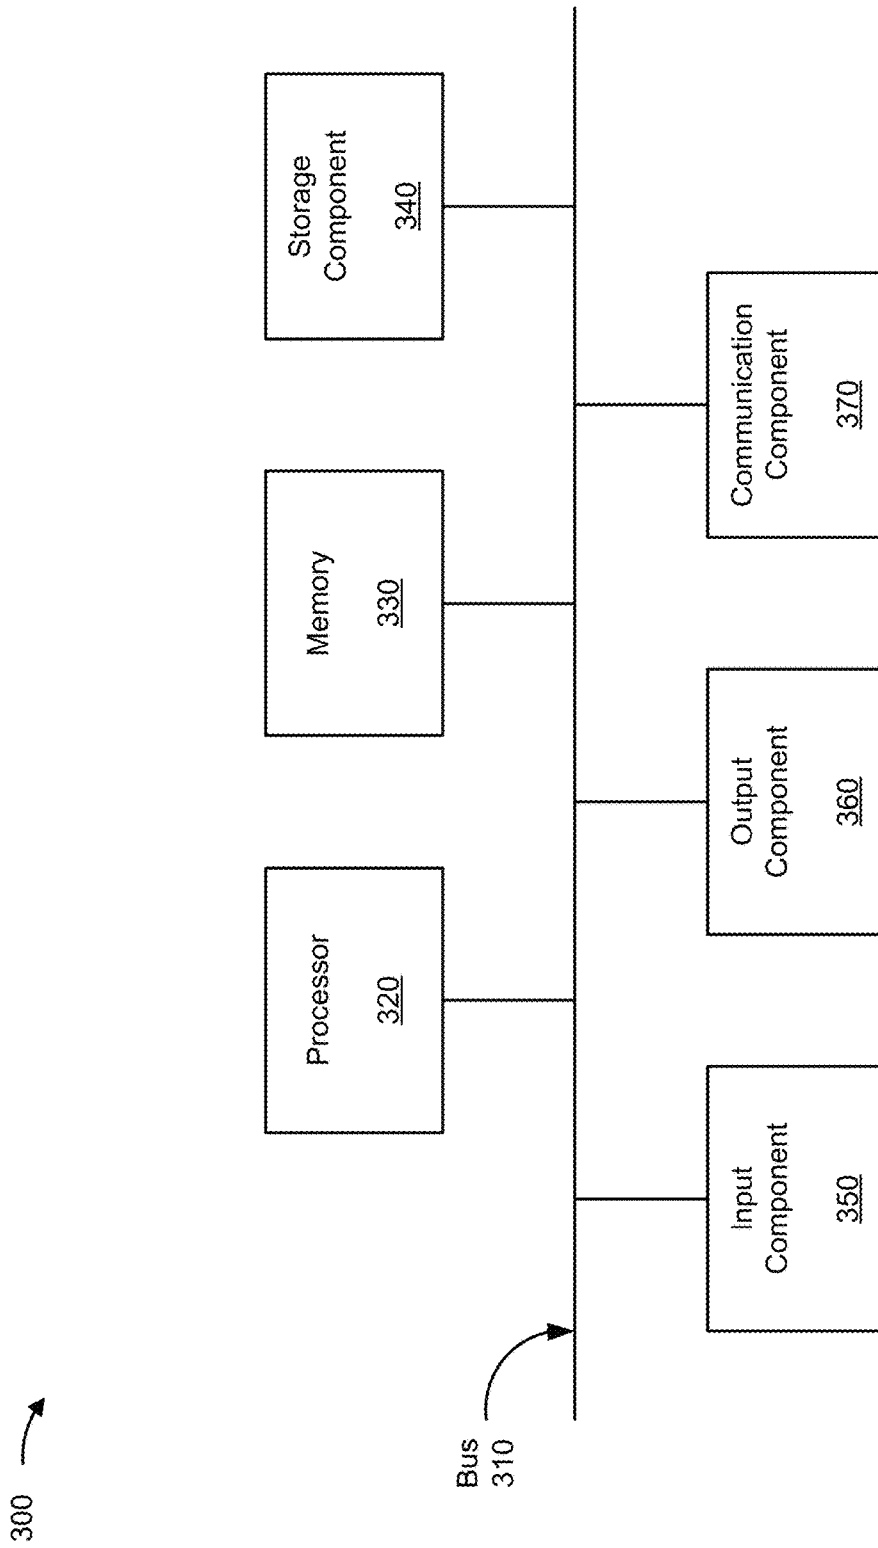 300
Bus
310
Processor
320
Memory
330
Storage
Component
340
Input
Component
350
Output
Component
360
Communication
Component
370